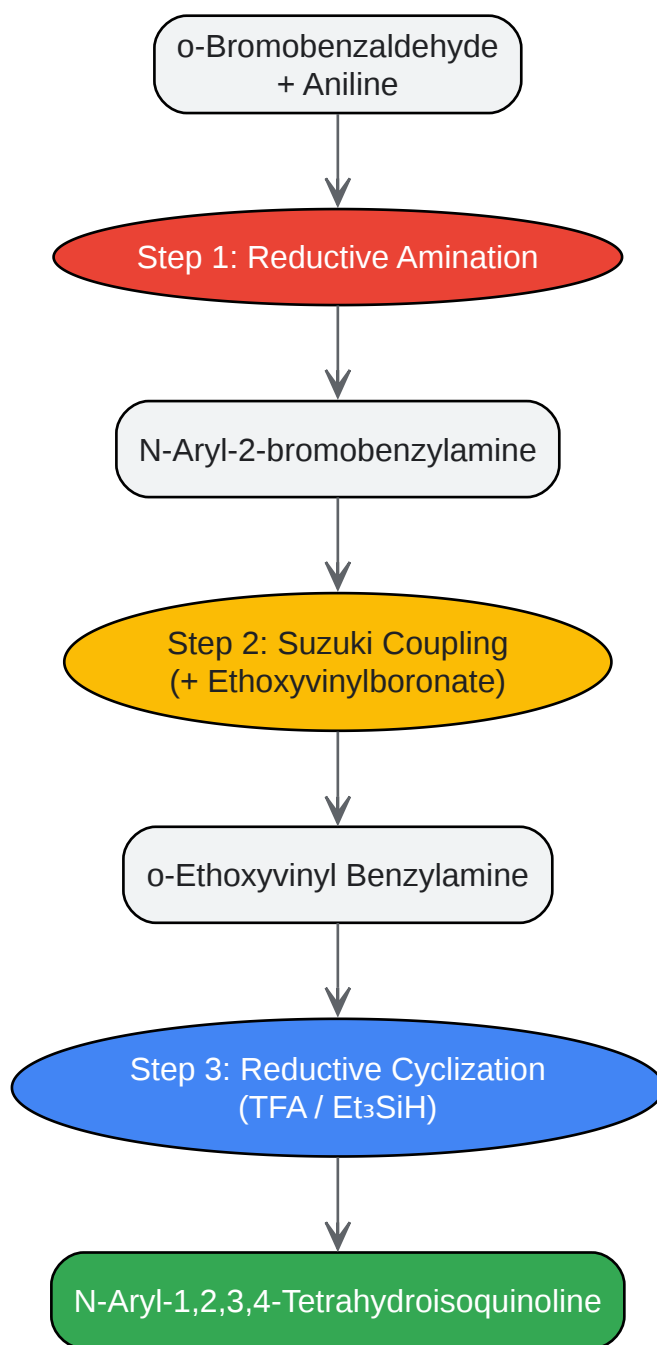 o-Bromobenzaldehyde
+ Aniline
Step 1: Reductive Amination
N-Aryl-2-bromobenzylamine
Step 2: Suzuki Coupling
(+ Ethoxyvinylboronate)
o-Ethoxyvinyl Benzylamine
Step 3: Reductive Cyclization
(TFA / Et₃SiH)
N-Aryl-1,2,3,4-Tetrahydroisoquinoline